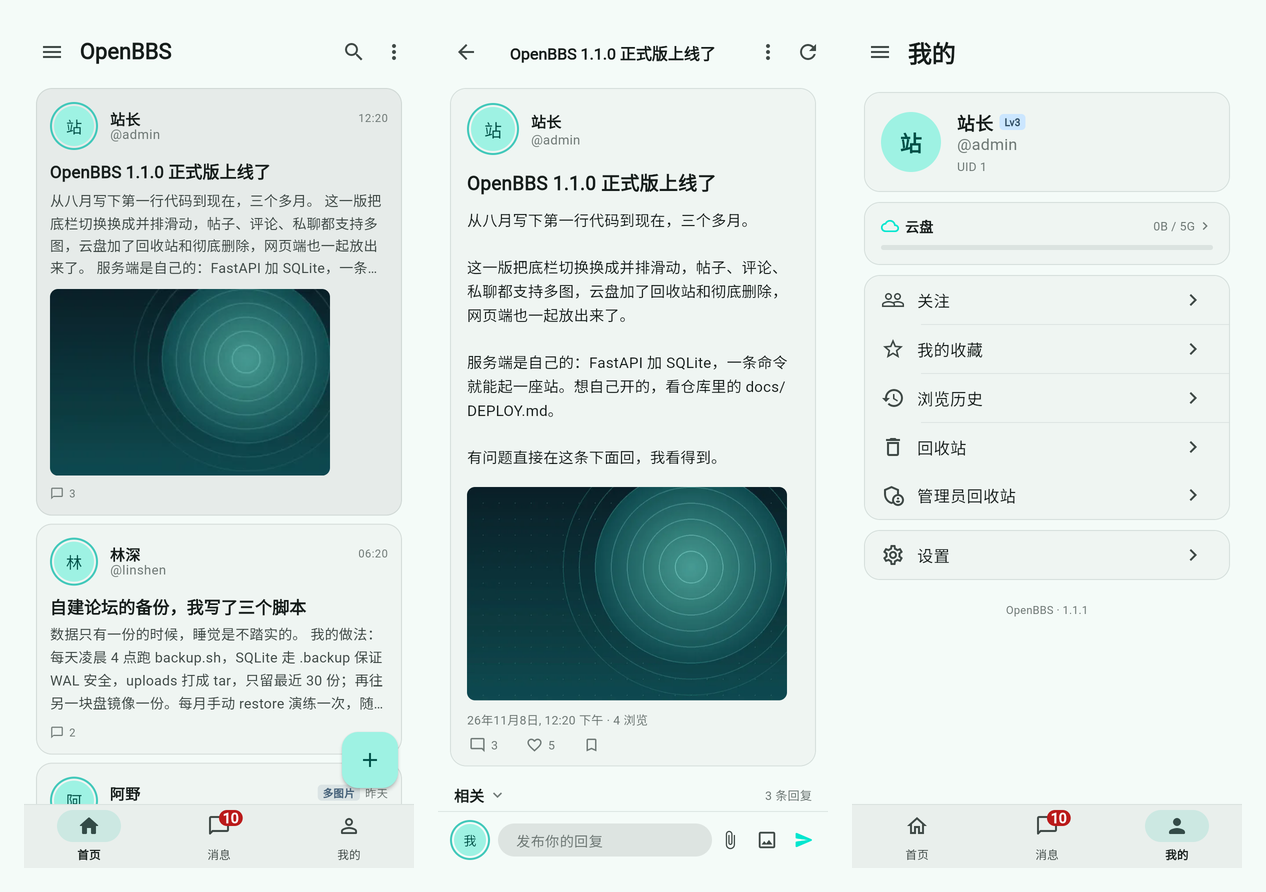 OpenBBS
站
站长
@admin
12:20
OpenBBS 1.1.0 正式版上线了
从八月写下第一行代码到现在，三个多月。 这一版把
底栏切换换成并排滑动，帖子、评论、私聊都支持多
图，云盘加了回收站和彻底删除，网页端也一起放出
来了。 服务端是自己的：FastAPI 加 SQLite，一条…
3
林
林深
@linshen
06:20
自建论坛的备份，我写了三个脚本
数据只有一份的时候，睡觉是不踏实的。 我的做法：
每天凌晨 4 点跑 backup.sh，SQLite 走 .backup 保证
WAL 安全，uploads 打成 tar，只留最近 30 份；再往
另一块盘镜像一份。每月手动 restore 演练一次，随…
2
阿
阿野
多图片
昨天
首页
10
消息
我的
OpenBBS 1.1.0 正式版上线了
站
站长
@admin
OpenBBS 1.1.0 正式版上线了
从八月写下第一行代码到现在，三个多月。
这一版把底栏切换换成并排滑动，帖子、评论、
私聊都支持多图，云盘加了回收站和彻底删除，
网页端也一起放出来了。
服务端是自己的：FastAPI 加 SQLite，一条命令
就能起一座站。想自己开的，看仓库里的 docs/
DEPLOY.md。
有问题直接在这条下面回，我看得到。
26年11月8日, 12:20 下午 · 4 浏览
3
5
相关
3 条回复
我
发布你的回复
我的
站
站长
Lv3
@admin
UID 1
云盘
0B / 5G
关注
我的收藏
浏览历史
回收站
管理员回收站
设置
OpenBBS · 1.1.1
首页
10
消息
我的